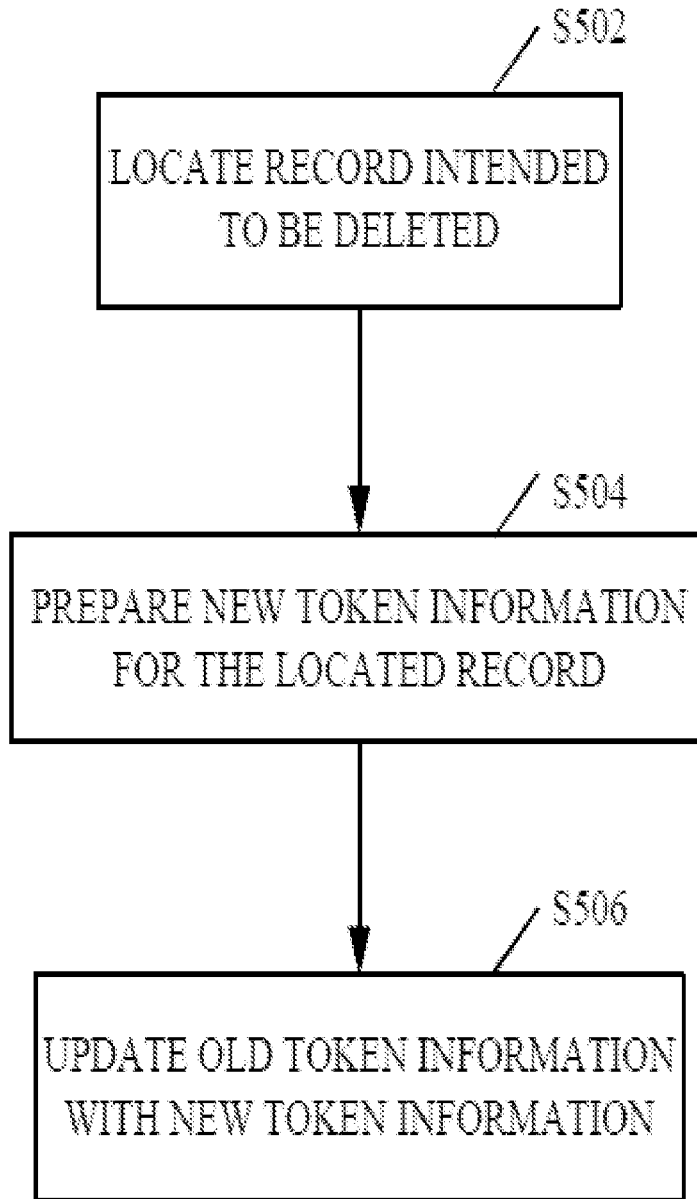 S502
LOCATE RECORD INTENDED
TO BE DELETED
S504
PREPARE NEW TOKEN INFORMATION
FOR THE LOCATED RECORD
S506
UPDATE OLD TOKEN INFORMATION
WITH NEW TOKEN INFORMATION